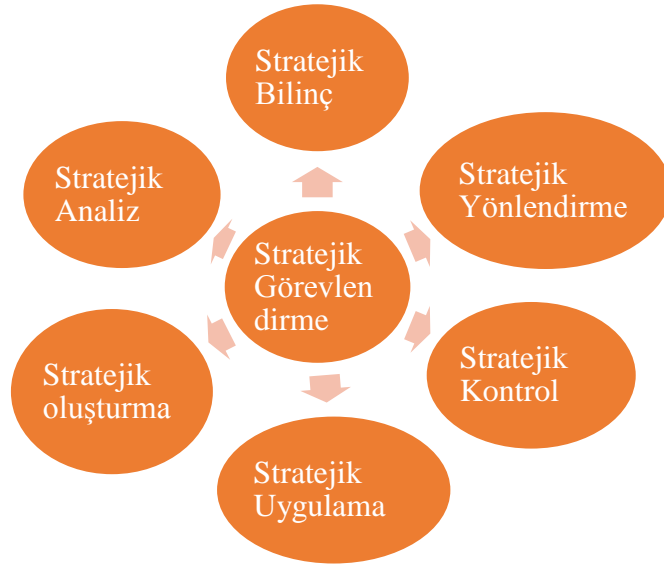 Stratejik
Bilinç
Stratejik
Analiz
Stratejik
Yönlendirme
Stratejik
Görevlen
dirme
Stratejik
oluşturma
Stratejik
Kontrol
Stratejik
Uygulama